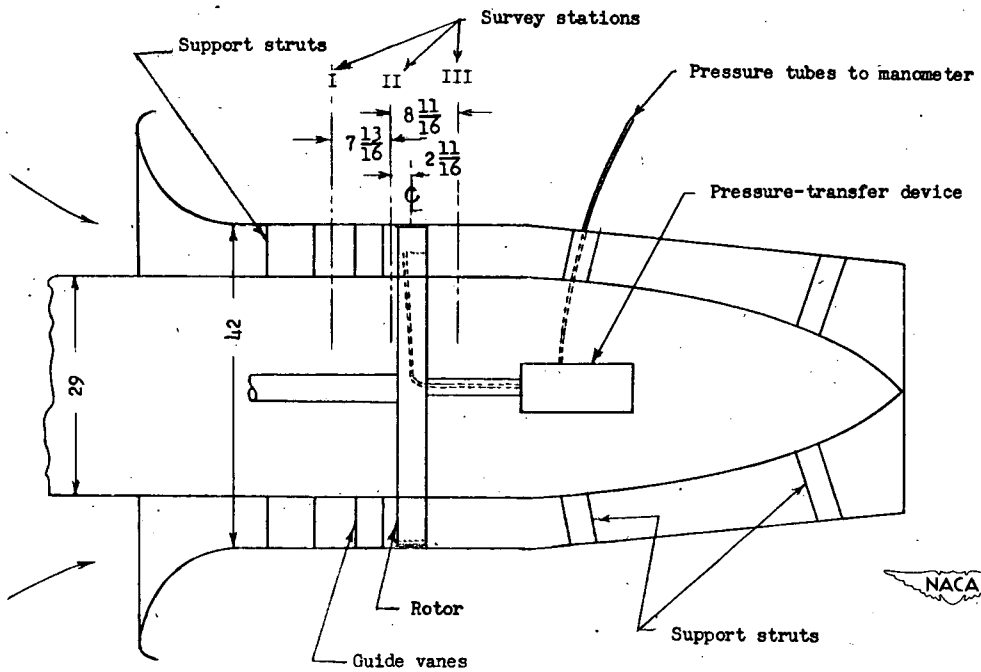 Survey stations
Support struts
I II III
Pressure tubes to manometer
8 11/16
7 13/16
2 11/16
℄
Pressure-transfer device
42
29
NACA
Rotor
Support struts
Guide vanes